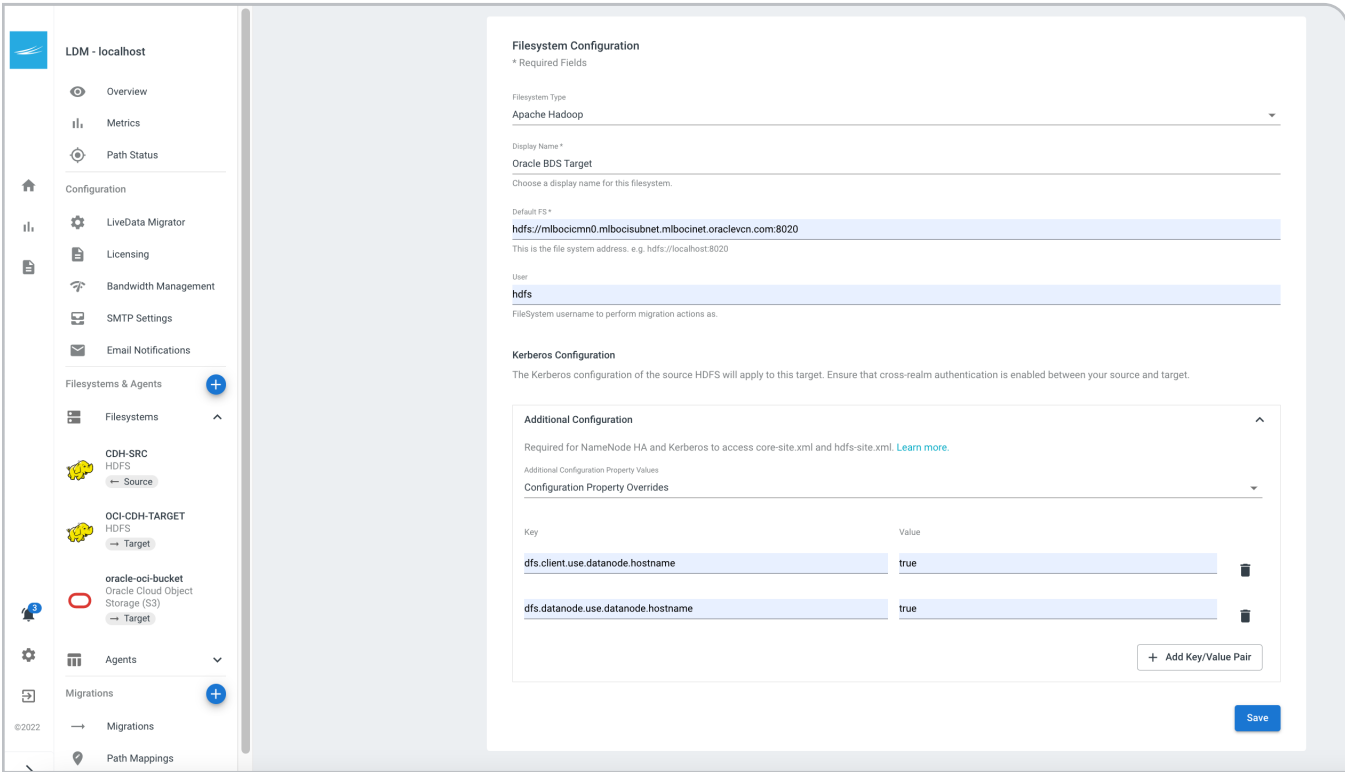 LDM - localhost
Overview
Metrics
Path Status
Configuration
LiveData Migrator
Licensing
Bandwidth Management
SMTP Settings
Email Notifications
Filesystems & Agents
Filesystems
CDH-SRC
HDFS
← Source
OCI-CDH-TARGET
HDFS
→ Target
oracle-oci-bucket
Oracle Cloud Object
Storage (S3)
→ Target
3
Agents
Migrations
©2022
Migrations
Path Mappings
Filesystem Configuration
* Required Fields
Filesystem Type
Apache Hadoop
Display Name *
Oracle BDS Target
Choose a display name for this filesystem.
Default FS *
hdfs://mlbocicmn0.mlbocisubnet.mlbocinet.oraclevcn.com:8020
This is the file system address. e.g. hdfs://localhost:8020
User
hdfs
FileSystem username to perform migration actions as.
Kerberos Configuration
The Kerberos configuration of the source HDFS will apply to this target. Ensure that cross-realm authentication is enabled between your source and target.
Additional Configuration
Required for NameNode HA and Kerberos to access core-site.xml and hdfs-site.xml. Learn more.
Additional Configuration Property Values
Configuration Property Overrides
Key Value
dfs.client.use.datanode.hostname true
dfs.datanode.use.datanode.hostname true
+ Add Key/Value Pair
Save